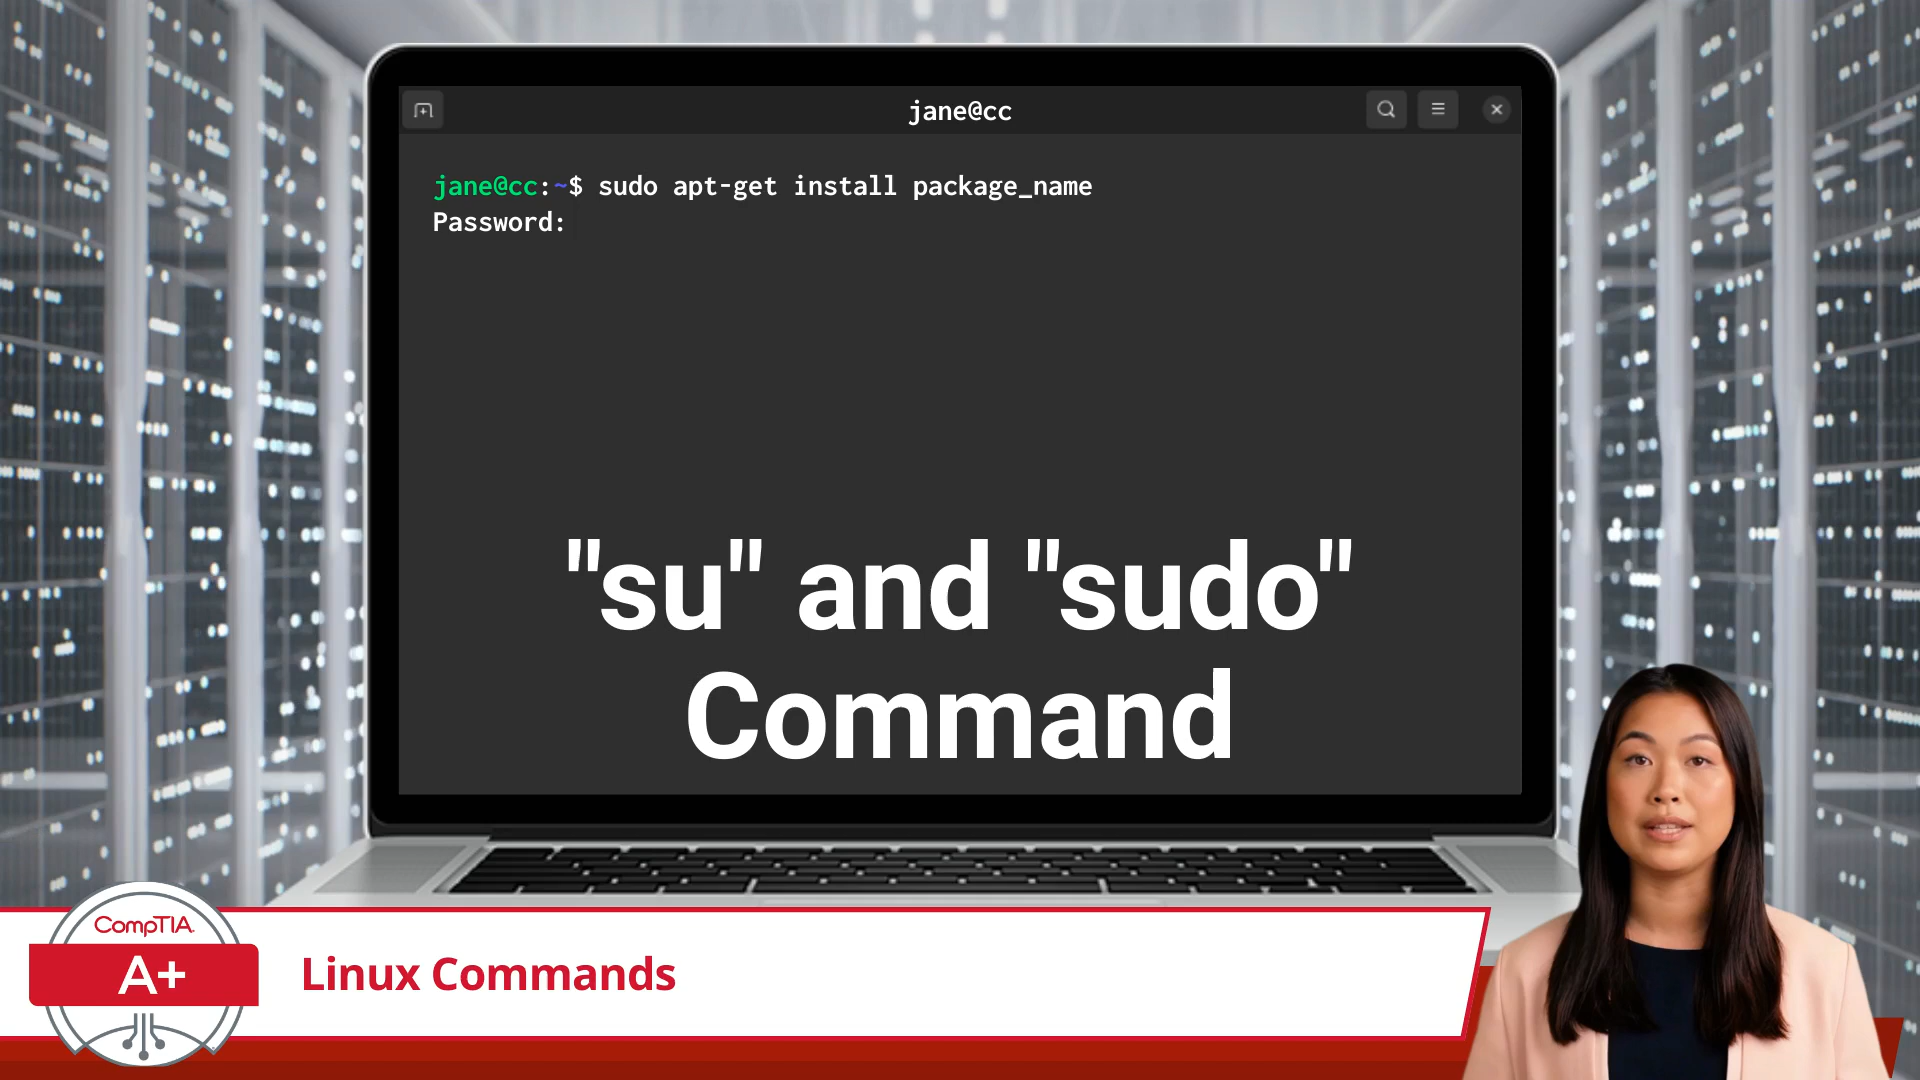 jane@cc
jane@cc:~$ sudo apt-get install package_name
Password:
"su" and "sudo"
Command
CompTIA.
A+
Linux Commands